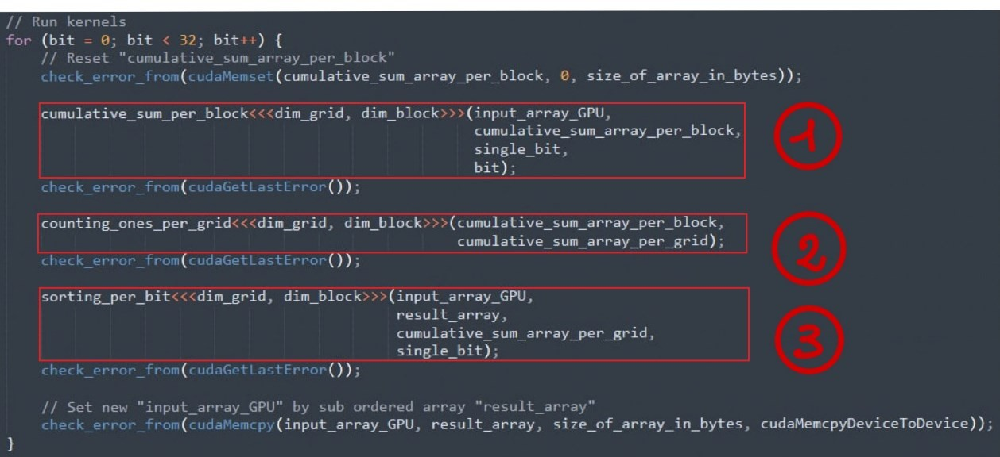 // Run kernels
for (bit = 0; bit < 32; bit++) {
    // Reset "cumulative_sum_array_per_block"
    check_error_from(cudaMemset(cumulative_sum_array_per_block, 0, size_of_array_in_bytes));
    cumulative_sum_per_block<<<dim_grid, dim_block>>>(input_array_GPU,
                                                      cumulative_sum_array_per_block,
                                                      single_bit,
                                                      bit);
1
    check_error_from(cudaGetLastError());
    counting_ones_per_grid<<<dim_grid, dim_block>>>(cumulative_sum_array_per_block,
                                                    cumulative_sum_array_per_grid);
2
    check_error_from(cudaGetLastError());
    sorting_per_bit<<<dim_grid, dim_block>>>(input_array_GPU,
                                             result_array,
                                             cumulative_sum_array_per_grid,
                                             single_bit);
3
    check_error_from(cudaGetLastError());
    // Set new "input_array_GPU" by sub ordered array "result_array"
    check_error_from(cudaMemcpy(input_array_GPU, result_array, size_of_array_in_bytes, cudaMemcpyDeviceToDevice));
}